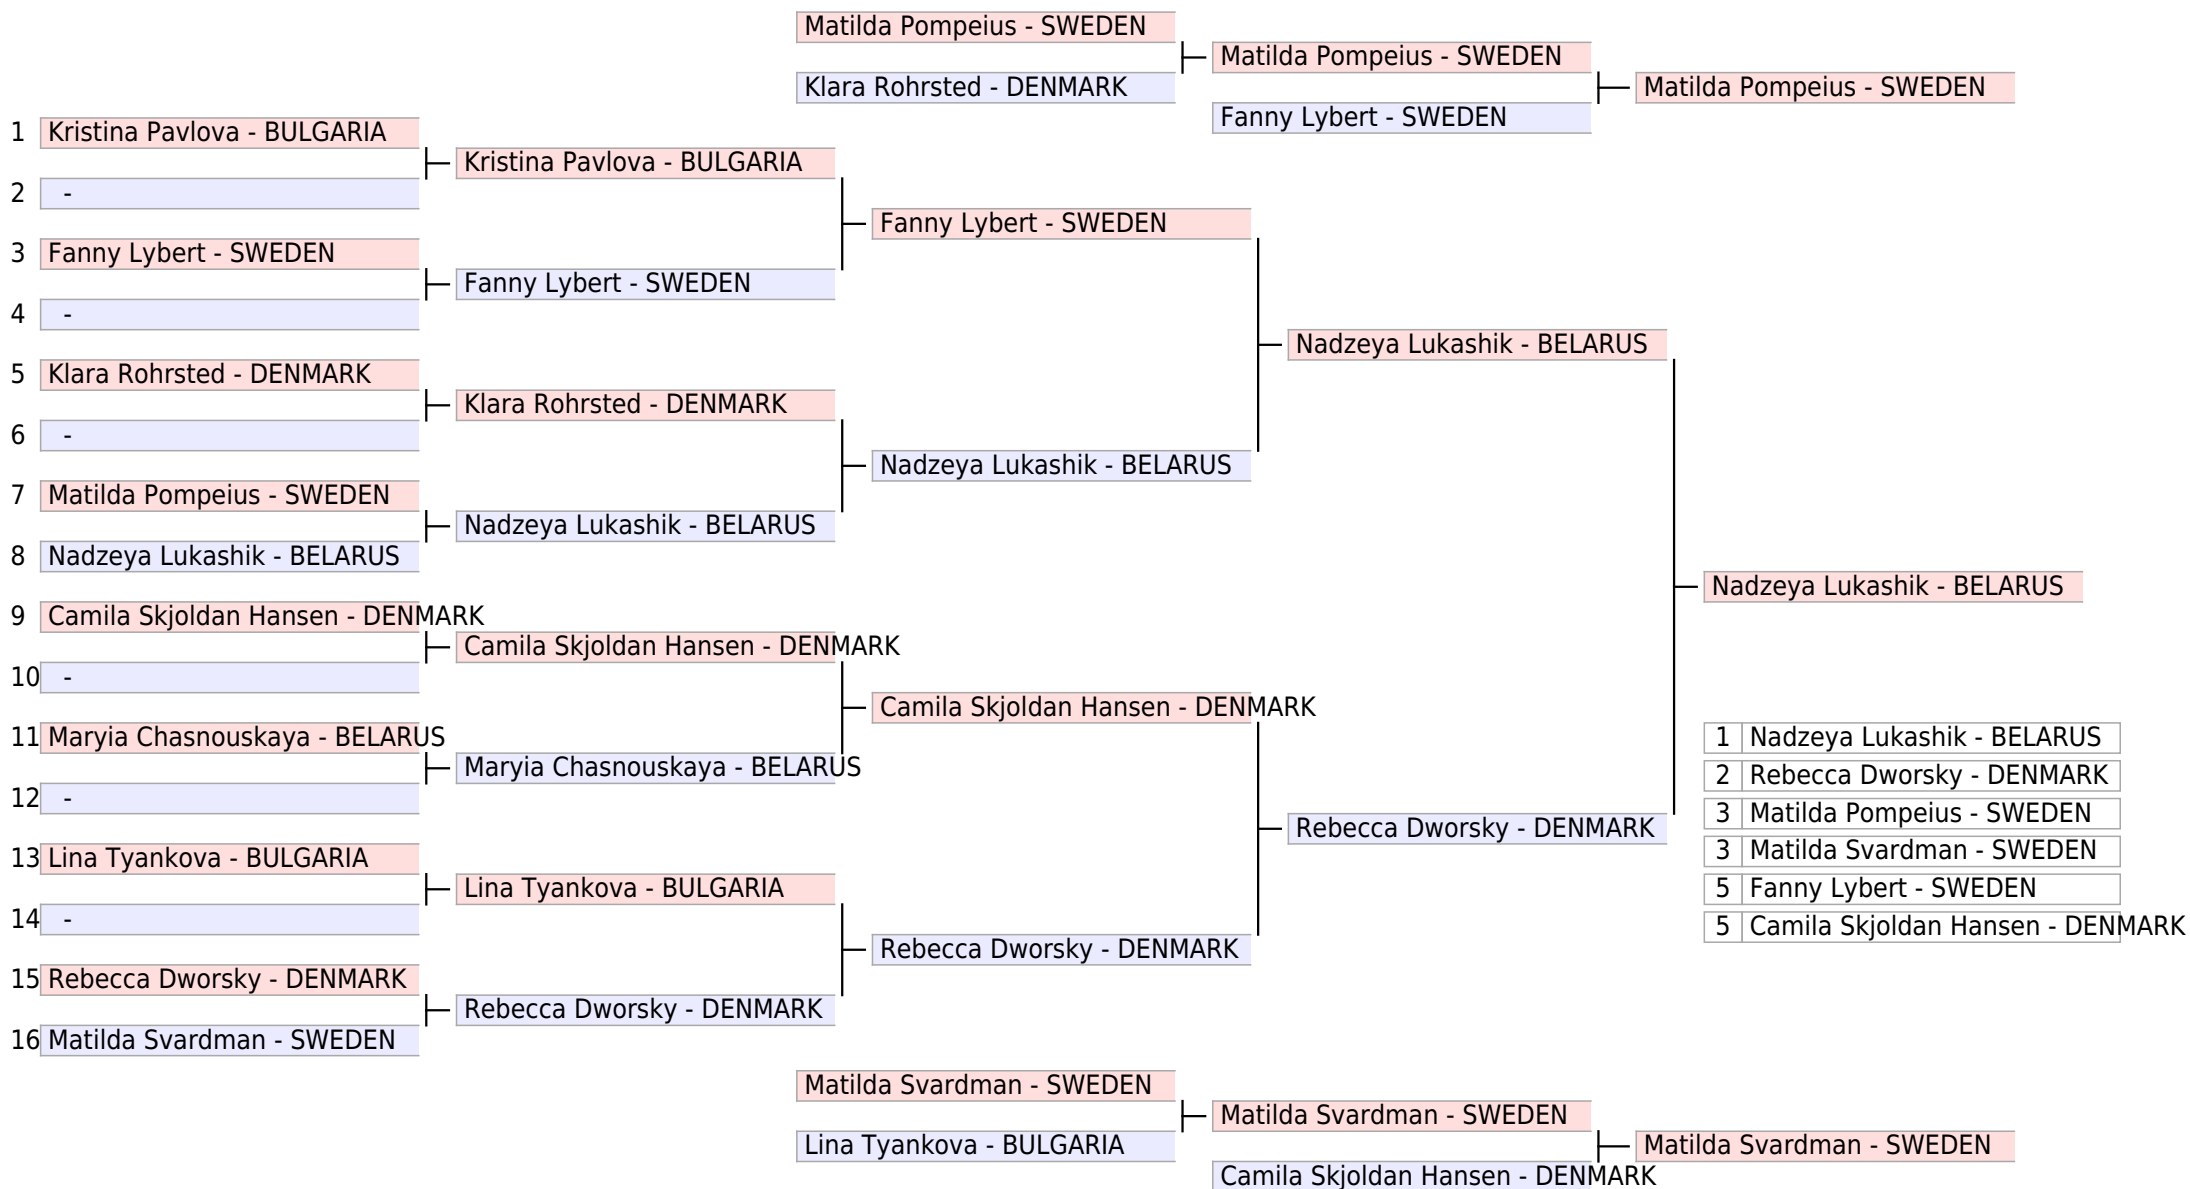 Matilda Pompeius - SWEDEN
Klara Rohrsted - DENMARK
Matilda Pompeius - SWEDEN
Fanny Lybert - SWEDEN
Matilda Pompeius - SWEDEN
1 Kristina Pavlova - BULGARIA
2 -
3 Fanny Lybert - SWEDEN
4 -
5 Klara Rohrsted - DENMARK
6 -
7 Matilda Pompeius - SWEDEN
8 Nadzeya Lukashik - BELARUS
9 Camila Skjoldan Hansen - DENMARK
10 -
11 Maryia Chasnouskaya - BELARUS
12 -
13 Lina Tyankova - BULGARIA
14 -
15 Rebecca Dworsky - DENMARK
16 Matilda Svardman - SWEDEN
Kristina Pavlova - BULGARIA
Fanny Lybert - SWEDEN
Klara Rohrsted - DENMARK
Nadzeya Lukashik - BELARUS
Camila Skjoldan Hansen - DENMARK
Maryia Chasnouskaya - BELARUS
Lina Tyankova - BULGARIA
Rebecca Dworsky - DENMARK
Fanny Lybert - SWEDEN
Nadzeya Lukashik - BELARUS
Camila Skjoldan Hansen - DENMARK
Rebecca Dworsky - DENMARK
Nadzeya Lukashik - BELARUS
Rebecca Dworsky - DENMARK
Nadzeya Lukashik - BELARUS
1 Nadzeya Lukashik - BELARUS
2 Rebecca Dworsky - DENMARK
3 Matilda Pompeius - SWEDEN
3 Matilda Svardman - SWEDEN
5 Fanny Lybert - SWEDEN
5 Camila Skjoldan Hansen - DENMARK
Matilda Svardman - SWEDEN
Lina Tyankova - BULGARIA
Matilda Svardman - SWEDEN
Camila Skjoldan Hansen - DENMARK
Matilda Svardman - SWEDEN